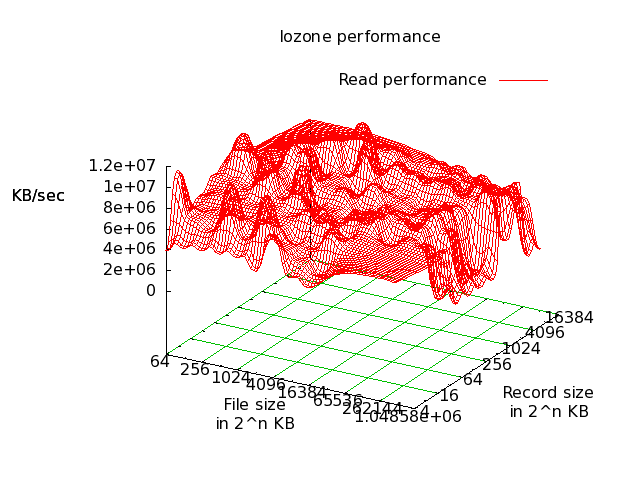 Iozone performance
Read performance
KB/sec
1.2e+07
1e+07
8e+06
6e+06
4e+06
2e+06
0
64
256
1024
4096
16384
65536
262144
1.04858e+06
File size
in 2^n KB
4
16
64
256
1024
4096
16384
Record size
in 2^n KB